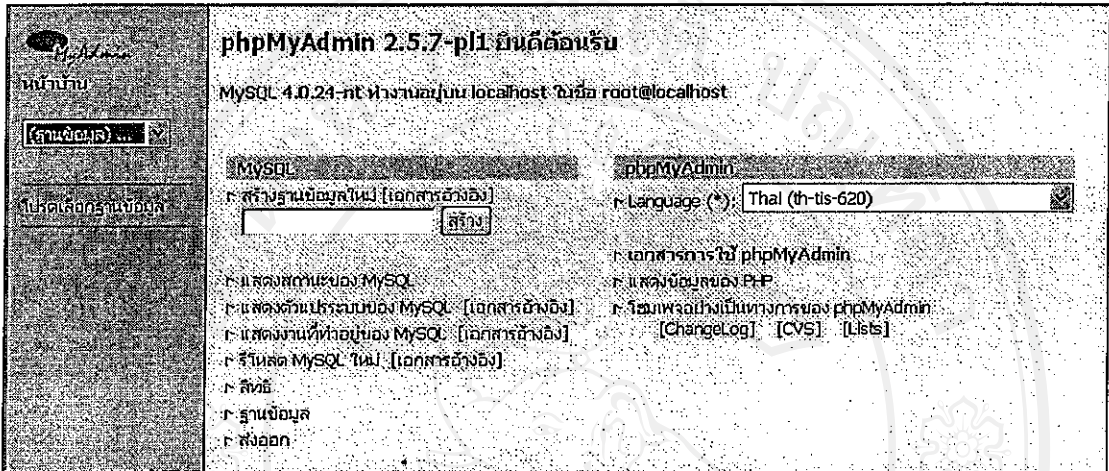 phpMyAdmin
หน้าบ้าน
(ฐานข้อมูล) ...
โปรดเลือกฐานข้อมูล
phpMyAdmin 2.5.7-pl1 ยินดีต้อนรับ
MySQL 4.0.24-nt ทำงานอยู่บน localhost ในชื่อ root@localhost
MySQL
สร้างฐานข้อมูลใหม่ [เอกสารอ้างอิง]
สร้าง
แสดงสถานะของ MySQL
แสดงตัวแปรระบบของ MySQL [เอกสารอ้างอิง]
แสดงงานที่ทำอยู่ของ MySQL [เอกสารอ้างอิง]
รีโหลด MySQL ใหม่ [เอกสารอ้างอิง]
สิทธิ
ฐานข้อมูล
ส่งออก
phpMyAdmin
Language (*): Thai (th-tis-620)
เอกสารการใช้ phpMyAdmin
แสดงข้อมูลของ PHP
โฮมเพจอย่างเป็นทางการของ phpMyAdmin
[ChangeLog] [CVS] [Lists]